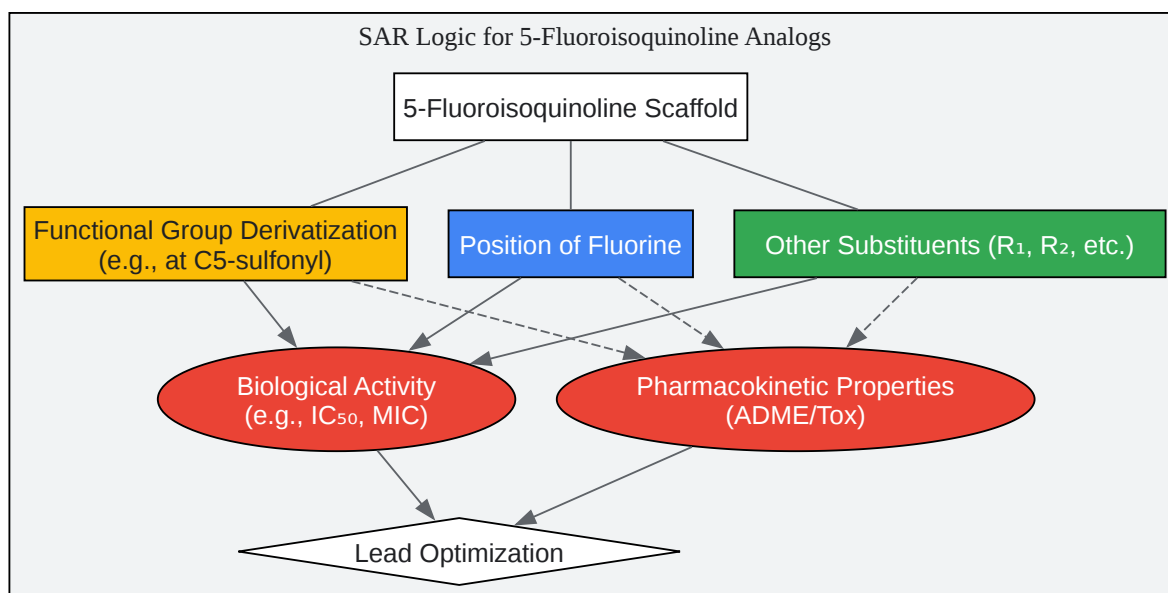 SAR Logic for 5-Fluoroisoquinoline Analogs
5-Fluoroisoquinoline Scaffold
Functional Group Derivatization
(e.g., at C5-sulfonyl)
Position of Fluorine
Other Substituents (R₁, R₂, etc.)
Biological Activity
(e.g., IC₅₀, MIC)
Pharmacokinetic Properties
(ADME/Tox)
Lead Optimization